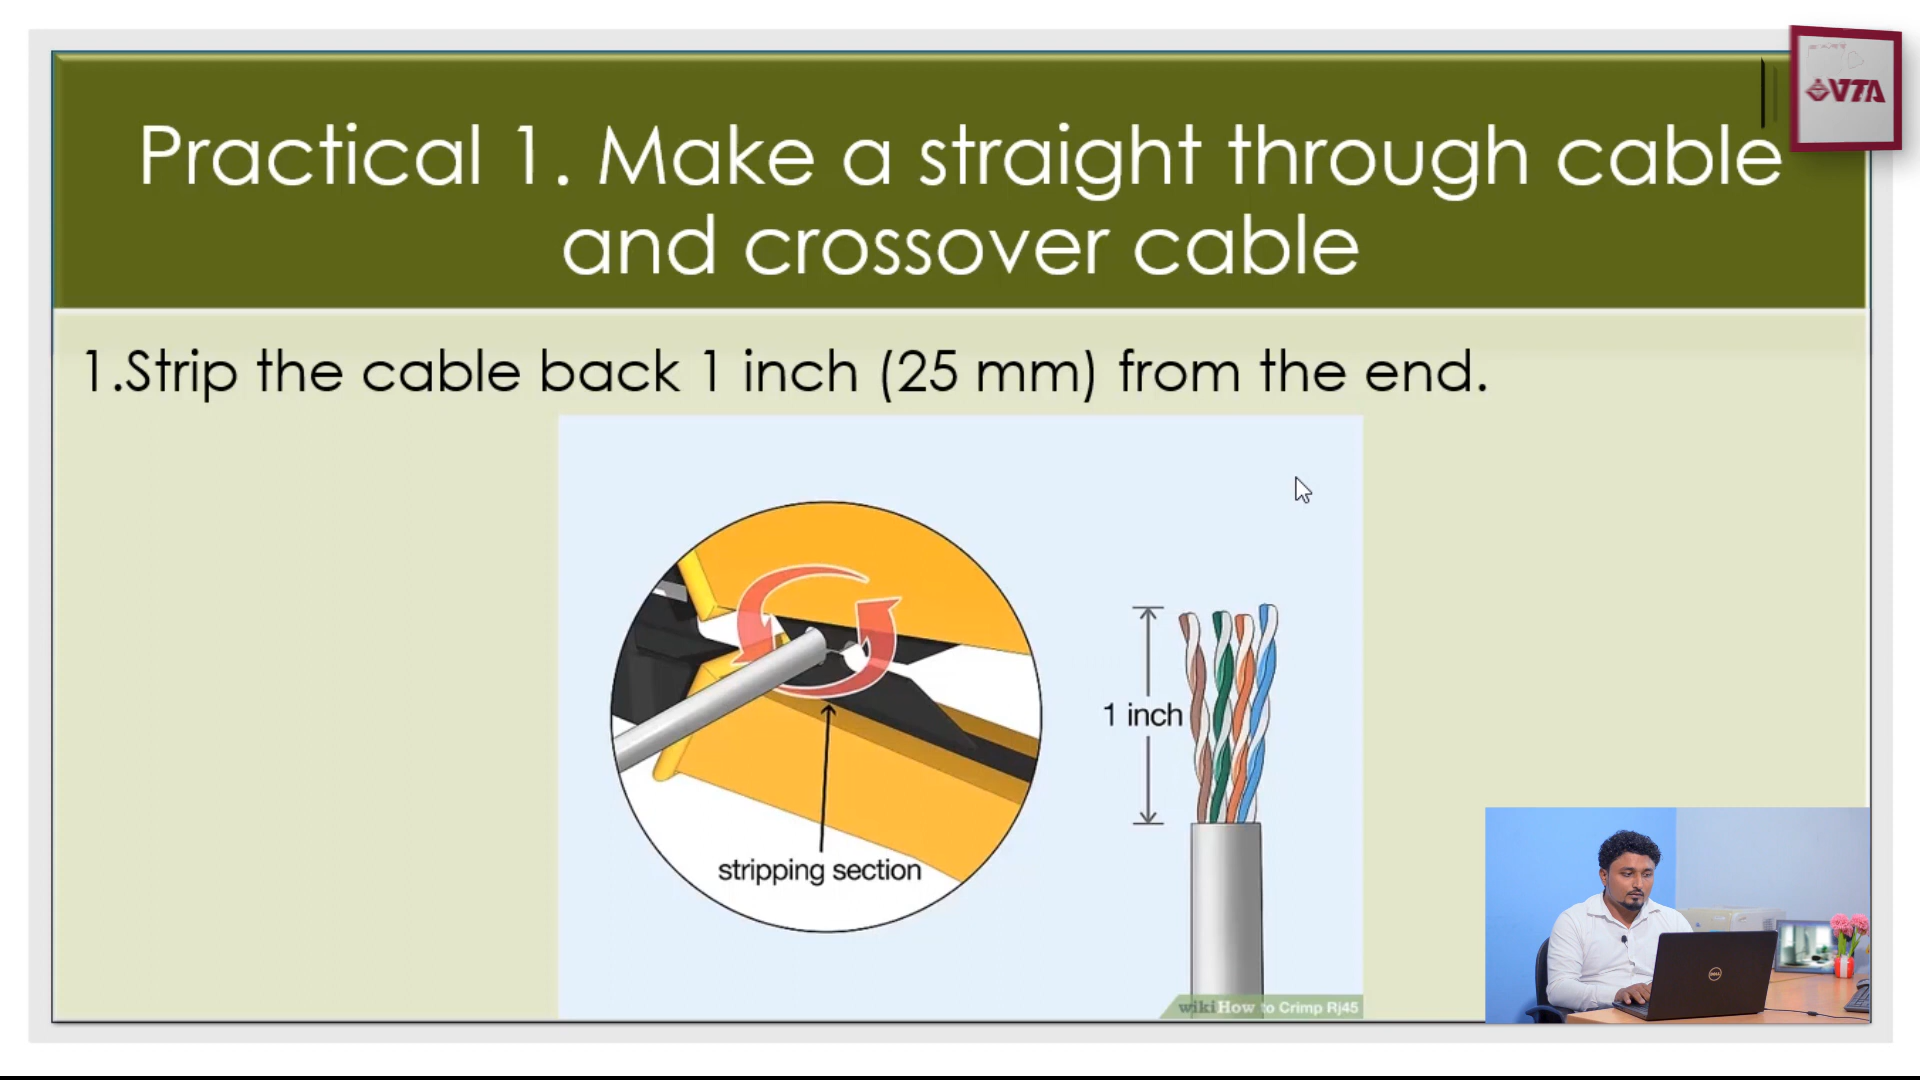 VTA
Practical 1. Make a straight through cable
and crossover cable
1.Strip the cable back 1 inch (25 mm) from the end.
1 inch
stripping section
wikiHow to Crimp Rj45
DELL